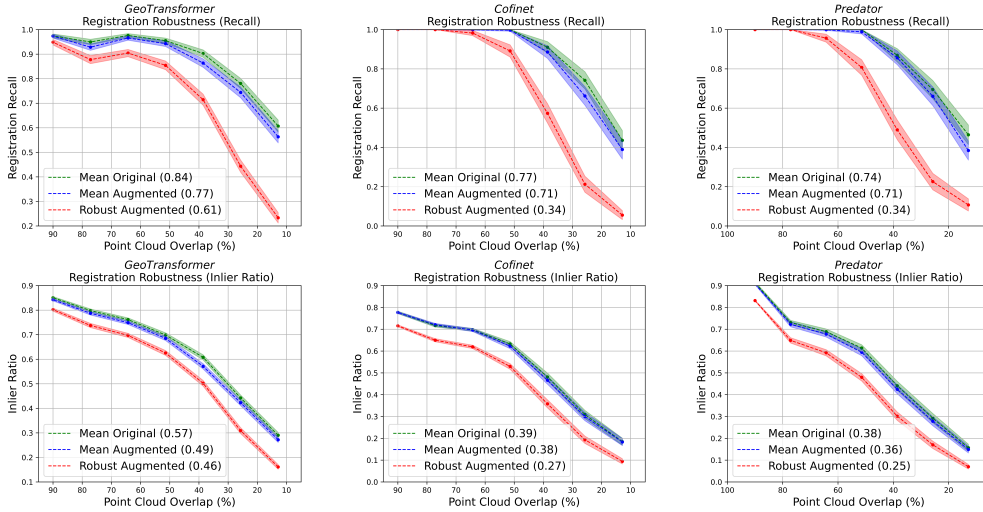 GeoTransformer
Registration Robustness (Recall)
1.0
0.9
0.8
0.7
0.6
0.5
0.4
0.3
0.2
Registration Recall
Mean Original (0.84)
Mean Augmented (0.77)
Robust Augmented (0.61)
90 80 70 60 50 40 30 20 10
Point Cloud Overlap (%)
Cofinet
Registration Robustness (Recall)
1.0
0.8
0.6
0.4
0.2
0.0
Registration Recall
Mean Original (0.77)
Mean Augmented (0.71)
Robust Augmented (0.34)
90 80 70 60 50 40 30 20 10
Point Cloud Overlap (%)
Predator
Registration Robustness (Recall)
1.0
0.8
0.6
0.4
0.2
0.0
Registration Recall
Mean Original (0.74)
Mean Augmented (0.71)
Robust Augmented (0.34)
100 90 80 70 60 50 40 30 20
Point Cloud Overlap (%)
GeoTransformer
Registration Robustness (Inlier Ratio)
0.9
0.8
0.7
0.6
0.5
0.4
0.3
0.2
0.1
Inlier Ratio
Mean Original (0.57)
Mean Augmented (0.49)
Robust Augmented (0.46)
90 80 70 60 50 40 30 20 10
Point Cloud Overlap (%)
Cofinet
Registration Robustness (Inlier Ratio)
0.9
0.8
0.7
0.6
0.5
0.4
0.3
0.2
0.1
0.0
Inlier Ratio
Mean Original (0.39)
Mean Augmented (0.38)
Robust Augmented (0.27)
90 80 70 60 50 40 30 20 10
Point Cloud Overlap (%)
Predator
Registration Robustness (Inlier Ratio)
0.9
0.8
0.7
0.6
0.5
0.4
0.3
0.2
0.1
0.0
Inlier Ratio
Mean Original (0.38)
Mean Augmented (0.36)
Robust Augmented (0.25)
100 90 80 70 60 50 40 30 20
Point Cloud Overlap (%)